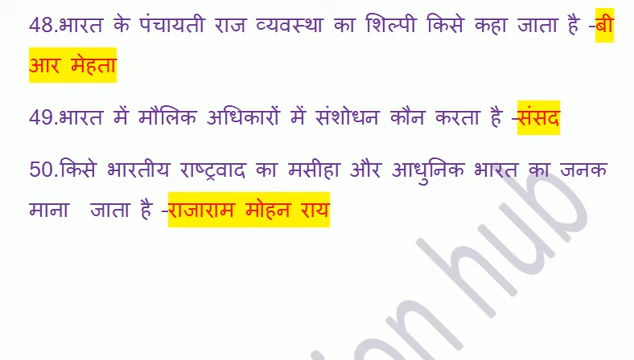 48.भारत के पंचायती राज व्यवस्था का शिल्पी किसे कहा जाता है -बी
आर मेहता
49.भारत में मौलिक अधिकारों में संशोधन कौन करता है -संसद
50.किसे भारतीय राष्ट्रवाद का मसीहा और आधुनिक भारत का जनक
माना जाता है -राजाराम मोहन राय
hub